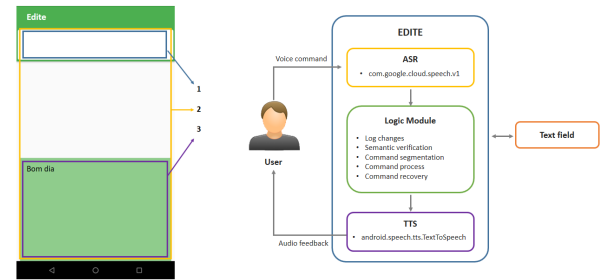 Edite
1
2
3
Bom dia
Voice command
User
Audio feedback
EDITE
ASR
• com.google.cloud.speech.v1
Logic Module
• Log changes
• Semantic verification
• Command segmentation
• Command process
• Command recovery
TTS
• android.speech.tts.TextToSpeech
Text field